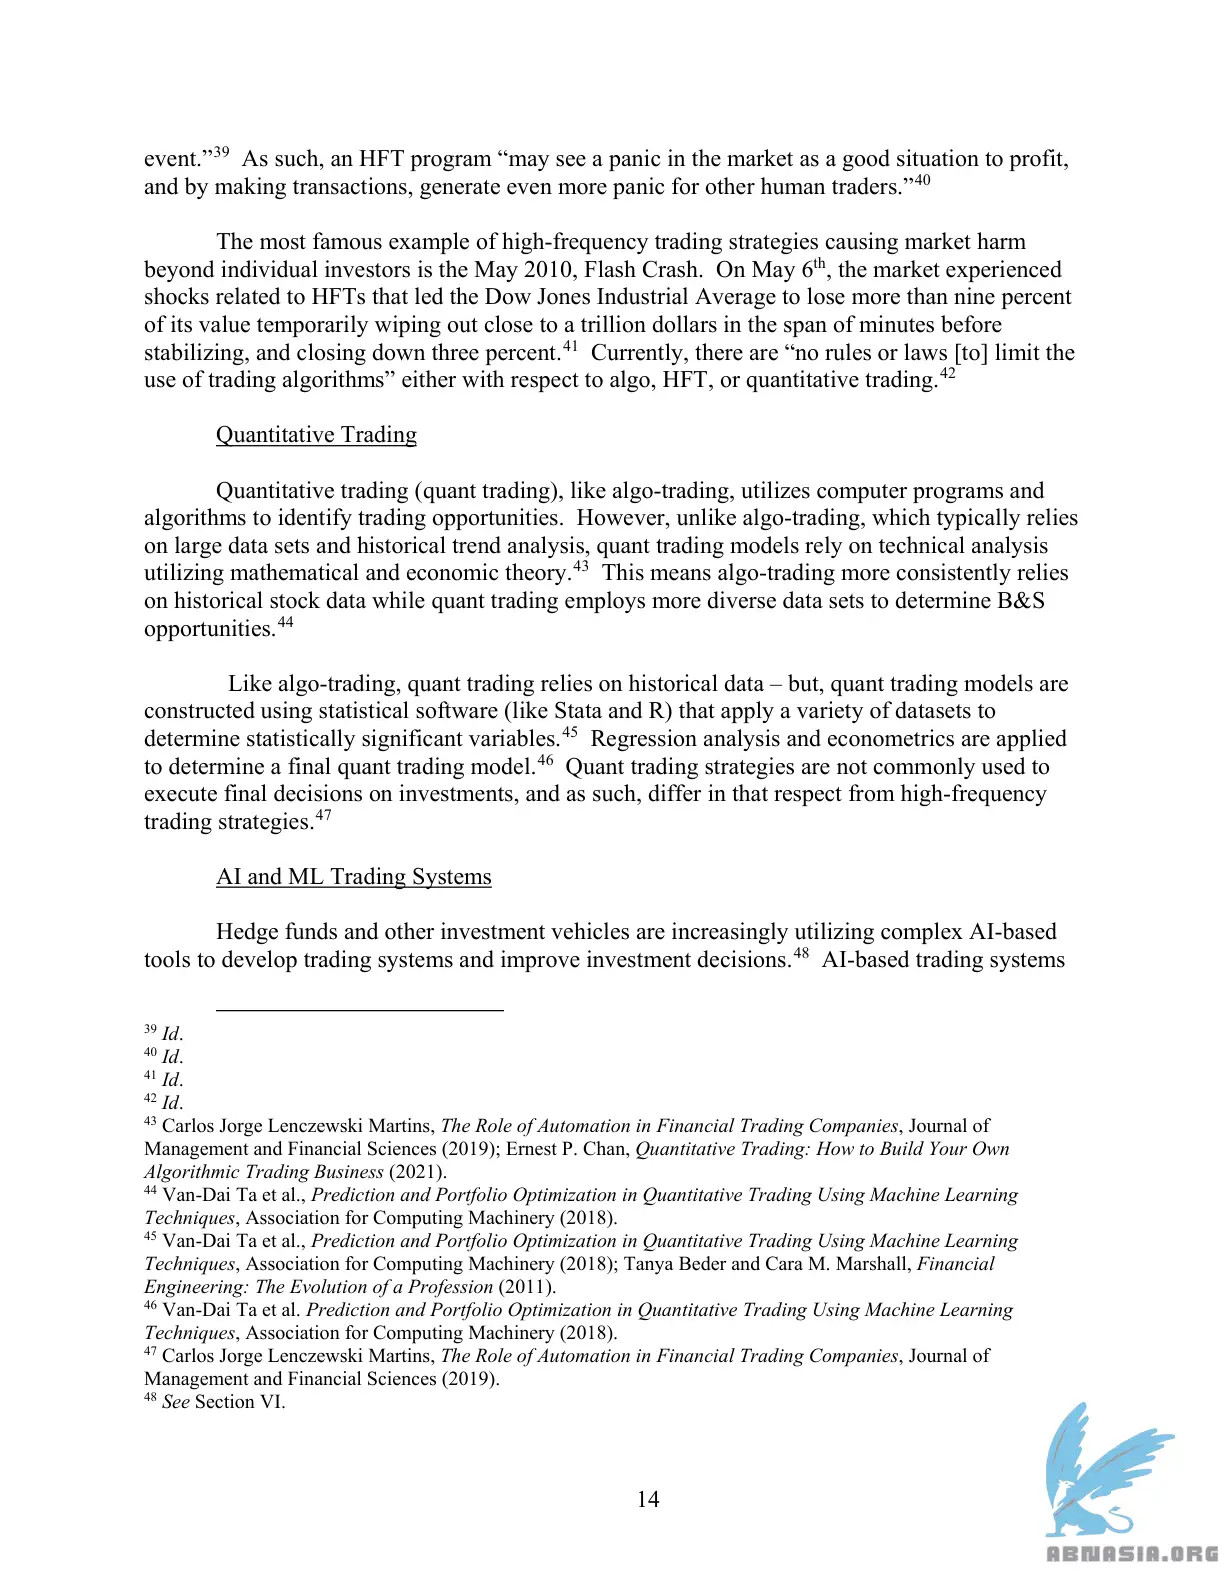 event.”39 As such, an HFT program “may see a panic in the market as a good situation to profit,
and by making transactions, generate even more panic for other human traders.”40
The most famous example of high-frequency trading strategies causing market harm
beyond individual investors is the May 2010, Flash Crash. On May 6th, the market experienced
shocks related to HFTs that led the Dow Jones Industrial Average to lose more than nine percent
of its value temporarily wiping out close to a trillion dollars in the span of minutes before
stabilizing, and closing down three percent.41 Currently, there are “no rules or laws [to] limit the
use of trading algorithms” either with respect to algo, HFT, or quantitative trading.42
Quantitative Trading
Quantitative trading (quant trading), like algo-trading, utilizes computer programs and
algorithms to identify trading opportunities. However, unlike algo-trading, which typically relies
on large data sets and historical trend analysis, quant trading models rely on technical analysis
utilizing mathematical and economic theory.43 This means algo-trading more consistently relies
on historical stock data while quant trading employs more diverse data sets to determine B&S
opportunities.44
Like algo-trading, quant trading relies on historical data – but, quant trading models are
constructed using statistical software (like Stata and R) that apply a variety of datasets to
determine statistically significant variables.45 Regression analysis and econometrics are applied
to determine a final quant trading model.46 Quant trading strategies are not commonly used to
execute final decisions on investments, and as such, differ in that respect from high-frequency
trading strategies.47
AI and ML Trading Systems
Hedge funds and other investment vehicles are increasingly utilizing complex AI-based
tools to develop trading systems and improve investment decisions.48 AI-based trading systems
39 Id.
40 Id.
41 Id.
42 Id.
43 Carlos Jorge Lenczewski Martins, The Role of Automation in Financial Trading Companies, Journal of
Management and Financial Sciences (2019); Ernest P. Chan, Quantitative Trading: How to Build Your Own
Algorithmic Trading Business (2021).
44 Van-Dai Ta et al., Prediction and Portfolio Optimization in Quantitative Trading Using Machine Learning
Techniques, Association for Computing Machinery (2018).
45 Van-Dai Ta et al., Prediction and Portfolio Optimization in Quantitative Trading Using Machine Learning
Techniques, Association for Computing Machinery (2018); Tanya Beder and Cara M. Marshall, Financial
Engineering: The Evolution of a Profession (2011).
46 Van-Dai Ta et al. Prediction and Portfolio Optimization in Quantitative Trading Using Machine Learning
Techniques, Association for Computing Machinery (2018).
47 Carlos Jorge Lenczewski Martins, The Role of Automation in Financial Trading Companies, Journal of
Management and Financial Sciences (2019).
48 See Section VI.
14
ABNASIA.ORG